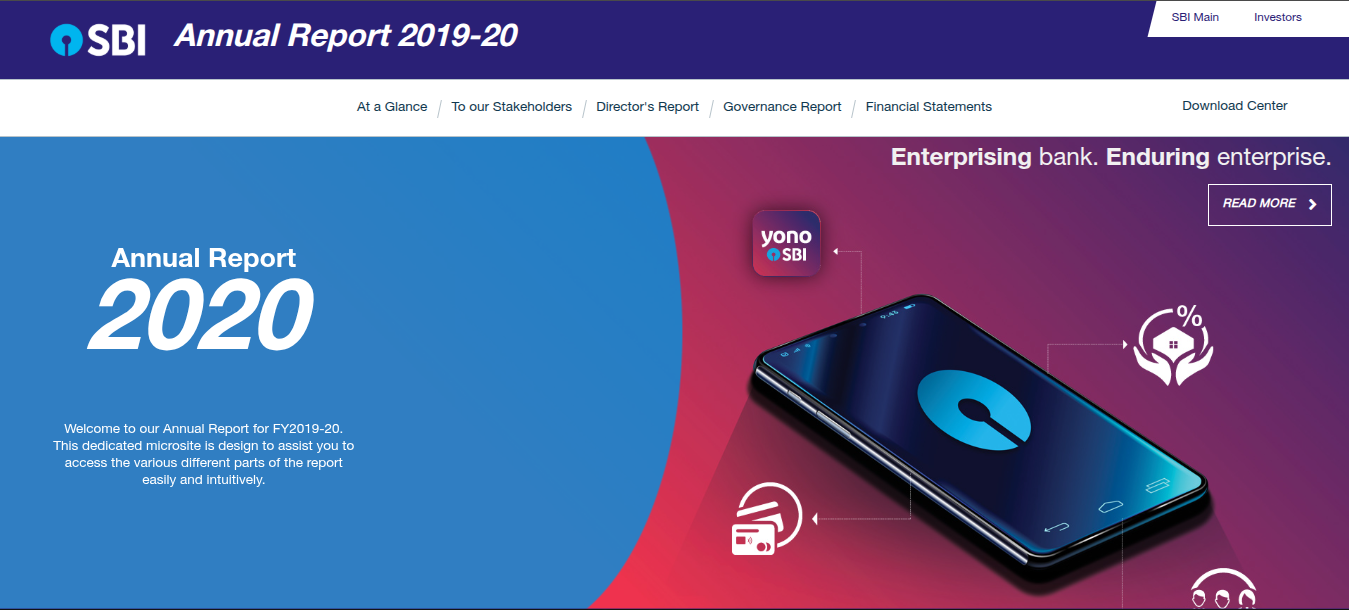 SBI
Annual Report 2019-20
SBI Main
Investors
At a Glance
To our Stakeholders
Director's Report
Governance Report
Financial Statements
Download Center
Enterprising bank. Enduring enterprise.
READ MORE
yono
SBI
9:45
%
Annual Report
2020
Welcome to our Annual Report for FY2019-20.
This dedicated microsite is design to assist you to
access the various different parts of the report
easily and intuitively.